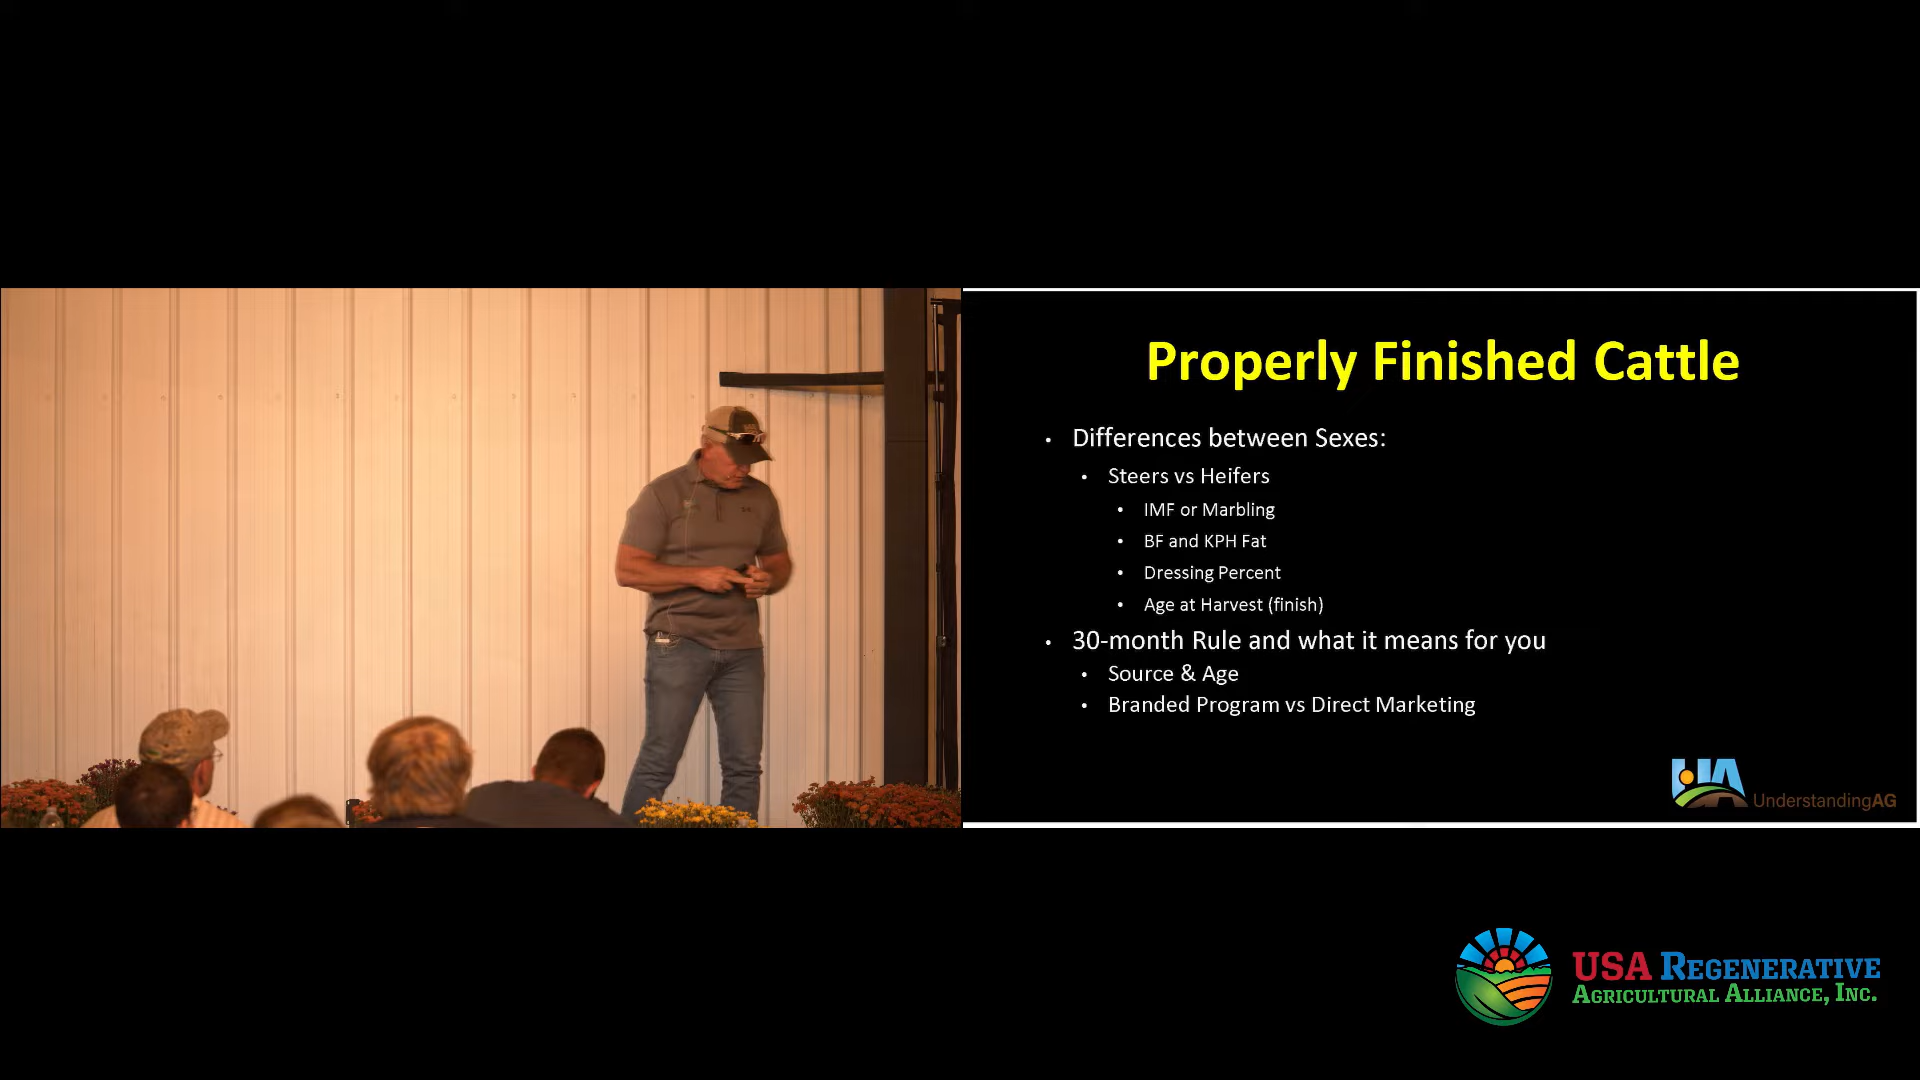 Properly Finished Cattle
• Differences between Sexes:
• Steers vs Heifers
• IMF or Marbling
• BF and KPH Fat
• Dressing Percent
• Age at Harvest (finish)
• 30-month Rule and what it means for you
• Source & Age
• Branded Program vs Direct Marketing
UA UnderstandingAG
USA REGENERATIVE
AGRICULTURAL ALLIANCE, INC.